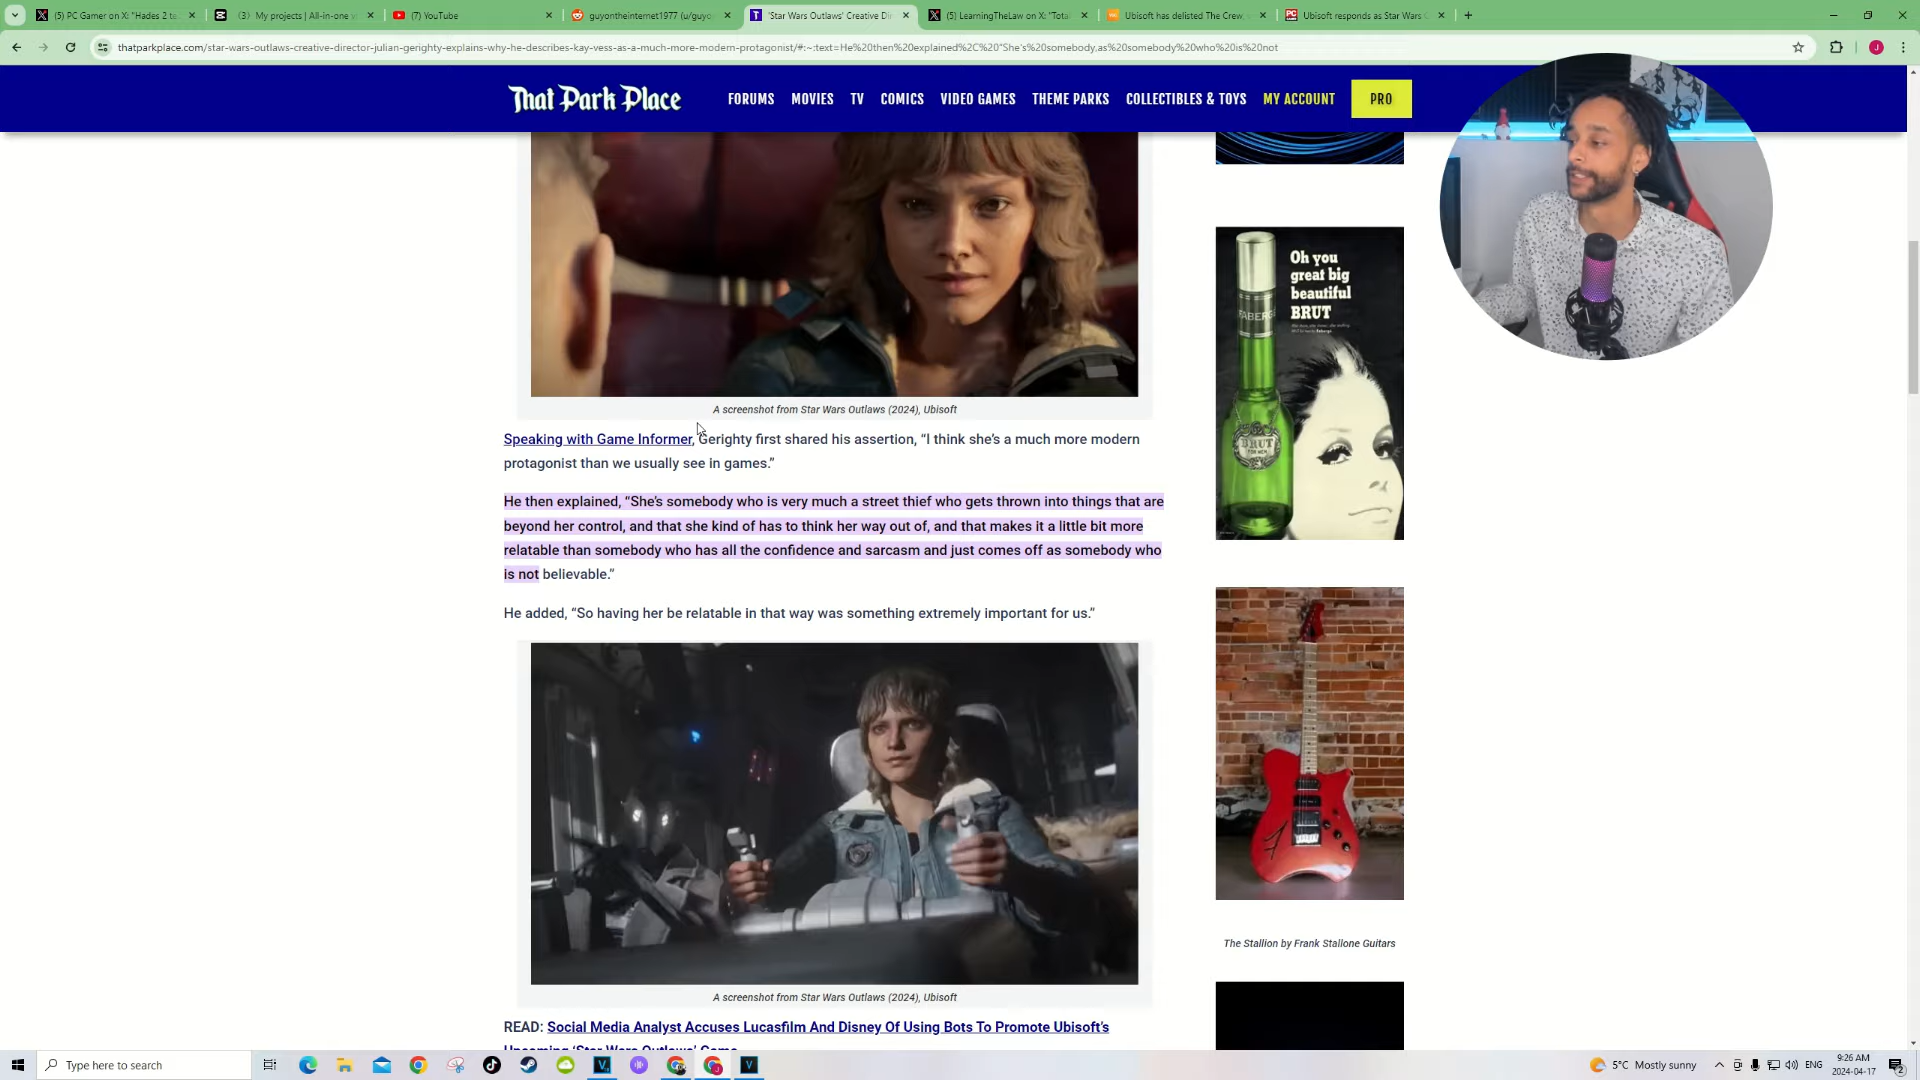 (5) PC Gamer on X: "Hades 2 te
(3) My projects | All-in-one v
(7) YouTube
guyontheinternet1977 (u/guyor
'Star Wars Outlaws' Creative Dir
(5) LearningTheLaw on X: "Total
Ubisoft has delisted The Crew,
Ubisoft responds as Star Wars O
thatparkplace.com/star-wars-outlaws-creative-director-julian-gerighty-explains-why-he-describes-kay-vess-as-a-much-more-modern-protagonist/#:~:text=He%20then%20explained%2C%20"She's%20somebody,as%20somebody%20who%20is%20not
That Park Place
FORUMS MOVIES TV COMICS VIDEO GAMES THEME PARKS COLLECTIBLES & TOYS MY ACCOUNT PRO
A screenshot from Star Wars Outlaws (2024), Ubisoft
Speaking with Game Informer, Gerighty first shared his assertion, “I think she’s a much more modern
protagonist than we usually see in games.”
He then explained, “She’s somebody who is very much a street thief who gets thrown into things that are
beyond her control, and that she kind of has to think her way out of, and that makes it a little bit more
relatable than somebody who has all the confidence and sarcasm and just comes off as somebody who
is not believable.”
He added, “So having her be relatable in that way was something extremely important for us.”
A screenshot from Star Wars Outlaws (2024), Ubisoft
READ: Social Media Analyst Accuses Lucasfilm And Disney Of Using Bots To Promote Ubisoft’s
Upcoming ‘Star Wars Outlaws’ Game
Oh you
great big
beautiful
BRUT
FABERGE
BRUT
FOR MEN
The Stallion by Frank Stallone Guitars
Type here to search
5°C Mostly sunny
ENG
9:26 AM
2024-04-17